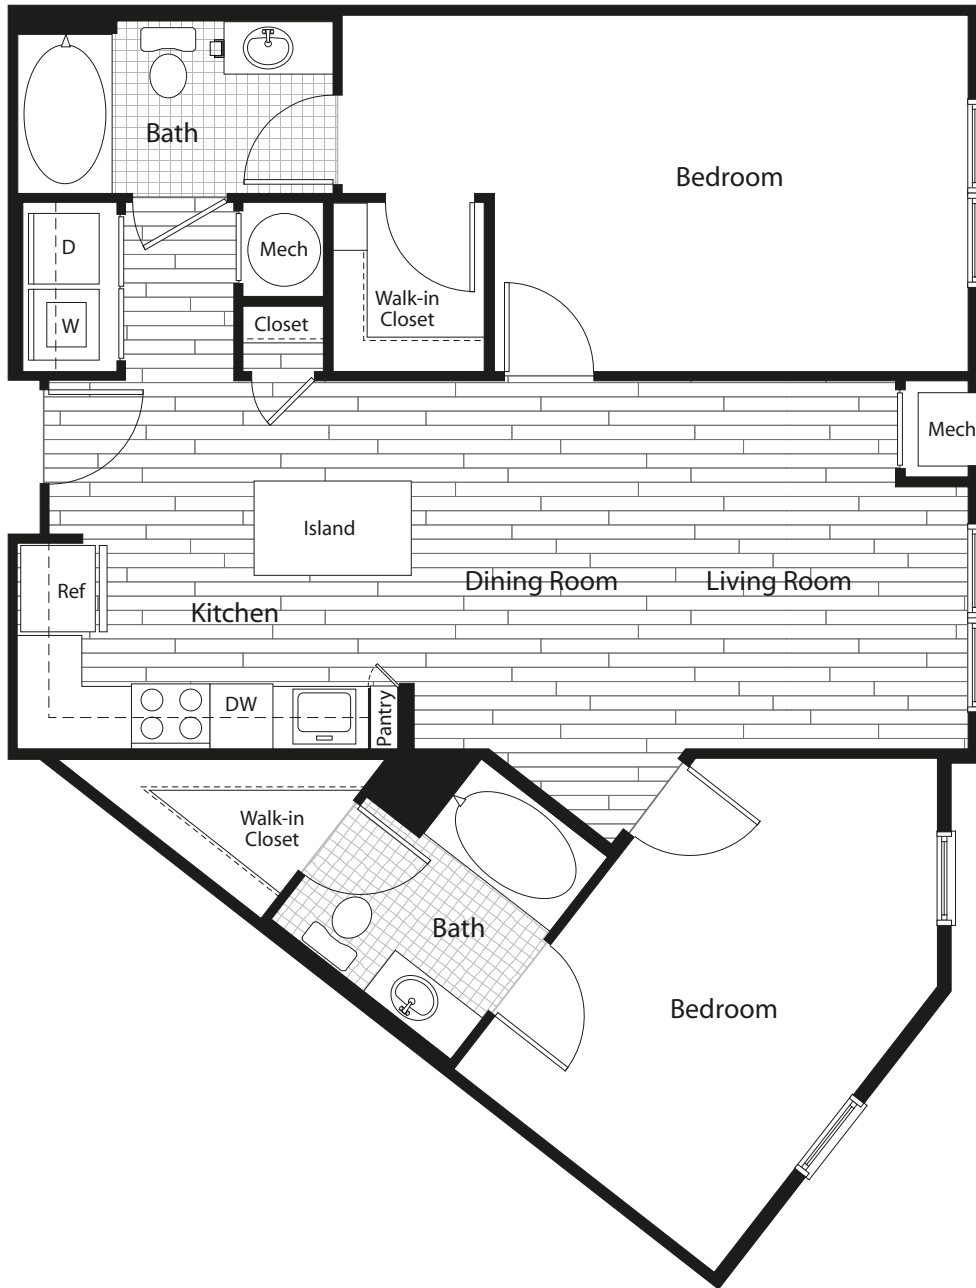 Bath
Bedroom
D
Mech
W
Walk-in
Closet
Closet
Mech
Island
Ref
Kitchen
Dining Room
Living Room
DW
Pantry
Walk-in
Closet
Bath
Bedroom